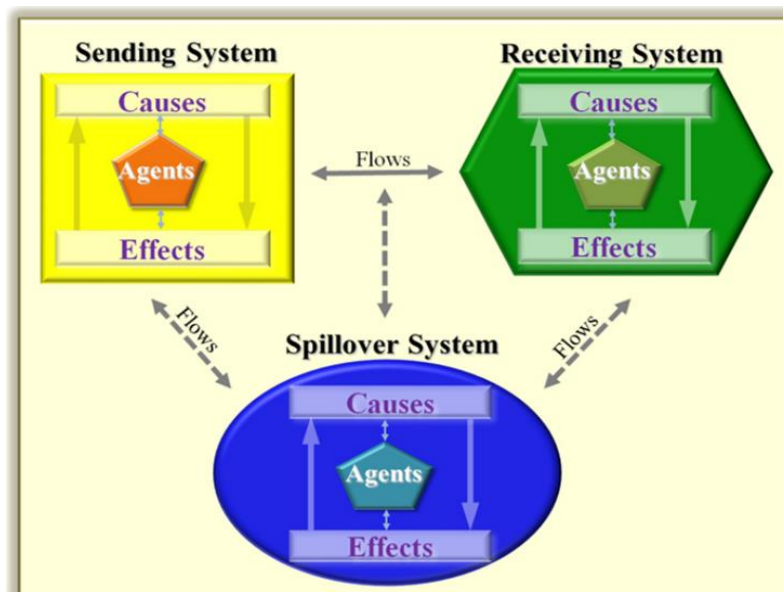 Sending System
Receiving System
Causes
Causes
Agents
Flows
Agents
Effects
Effects
Flows
Flows
Spillover System
Causes
Agents
Effects